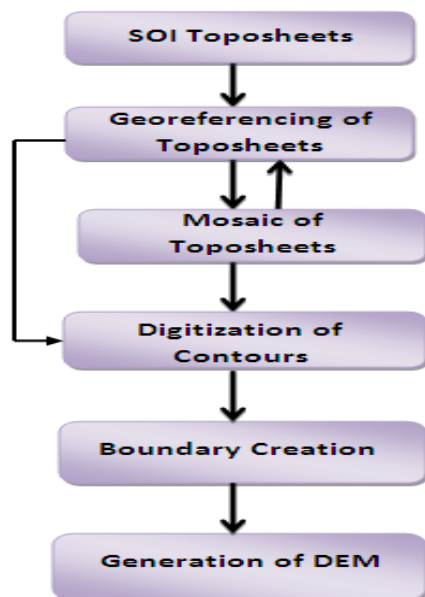 SOI Toposheets
Georeferencing of
Toposheets
Mosaic of
Toposheets
Digitization of
Contours
Boundary Creation
Generation of DEM